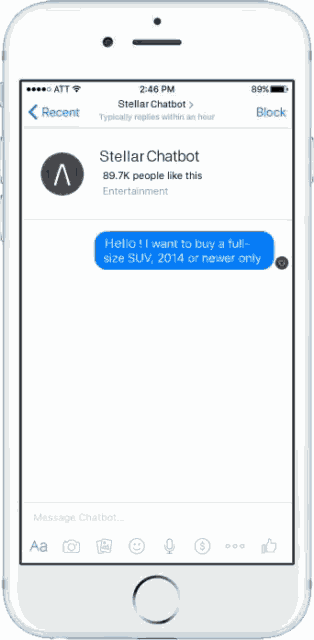 ATT 2:46 PM 89%
Recent Stellar Chatbot > Block
Typically replies within an hour
Stellar Chatbot
89.7K people like this
Entertainment
Hello ! I want to buy a full-
size SUV, 2014 or newer only
Message Chatbot...
Aa
$